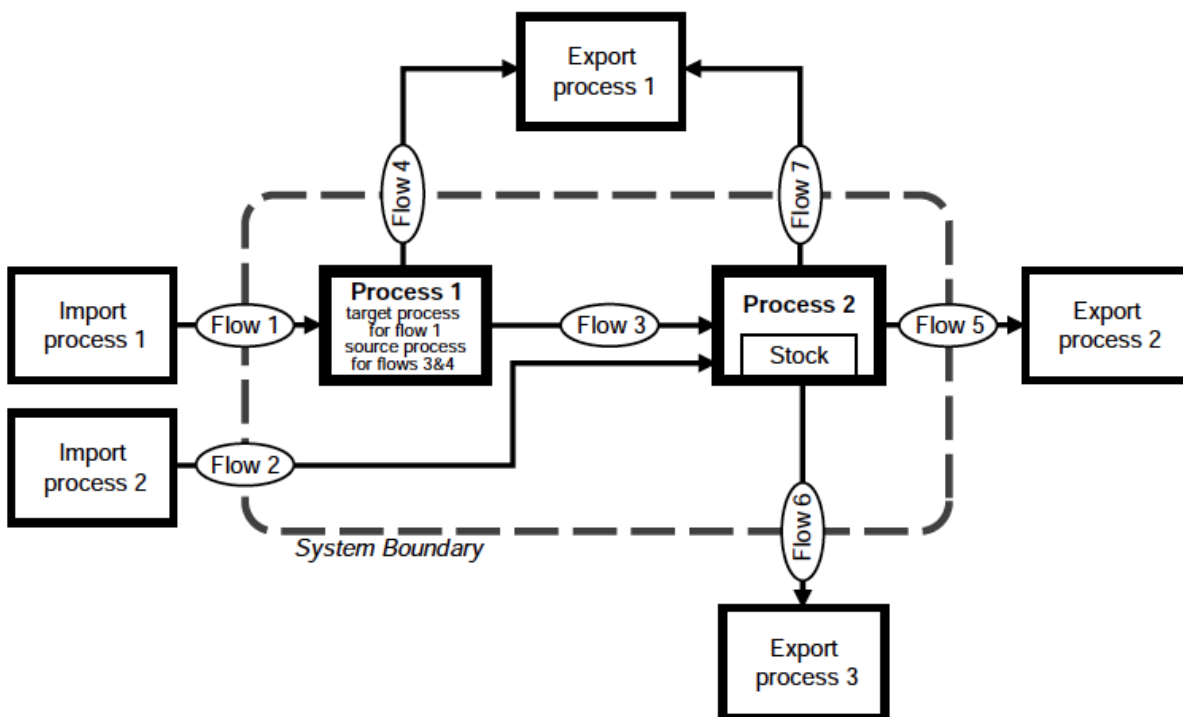 Export
process 1
Flow 4
Flow 7
Import
process 1
Flow 1
Process 1
target process
for flow 1
source process
for flows 3&4
Flow 3
Process 2
Stock
Flow 5
Export
process 2
Import
process 2
Flow 2
Flow 6
System Boundary
Export
process 3